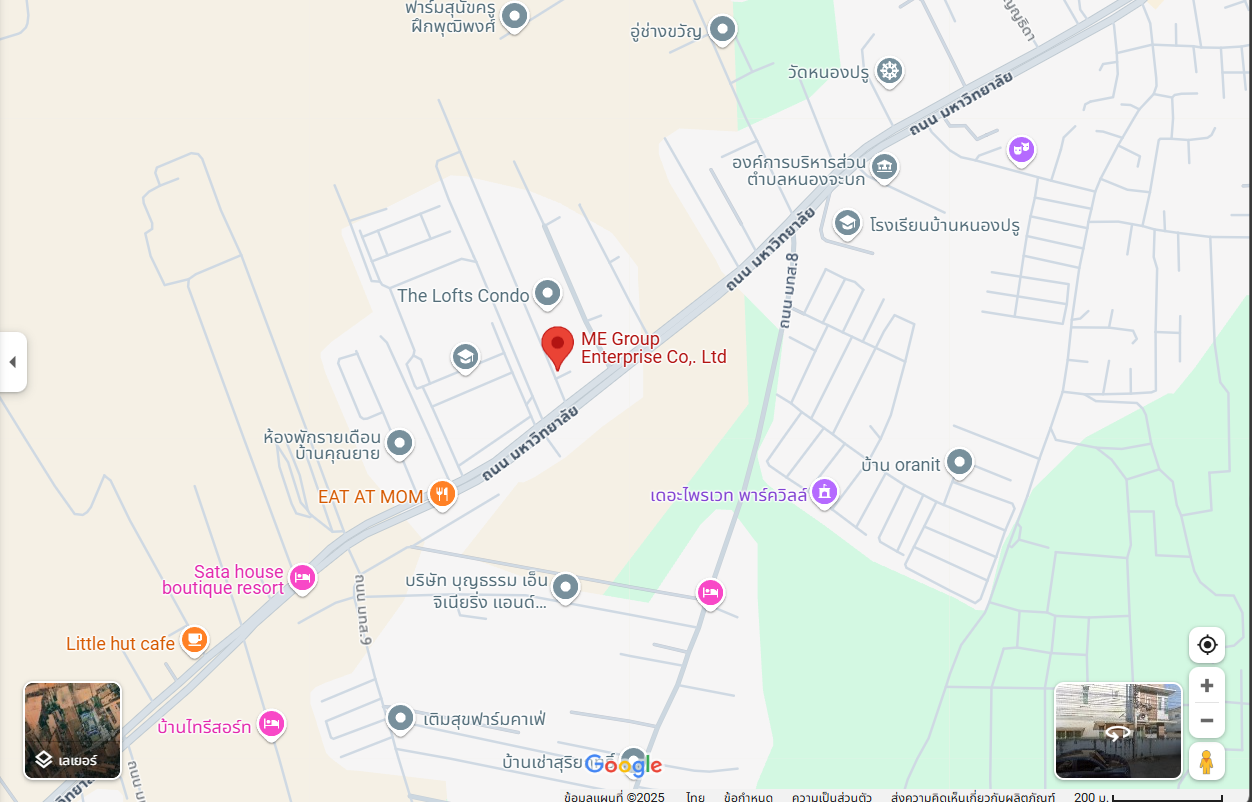 ฟาร์มสุนัขครู
ฝึกพุฒิพงศ์
อู่ช่างขวัญ
วัดหนองปรู
ถนน มหาวิทยาลัย
องค์การบริหารส่วน
ตำบลหนองจะบก
โรงเรียนบ้านหนองปรู
ถนน มหาวิทยาลัย
ถนน มทส.8
The Lofts Condo
ME Group
Enterprise Co,. Ltd
ถนน มหาวิทยาลัย
ห้องพักรายเดือน
บ้านคุณยาย
EAT AT MOM
บ้าน oranit
เดอะไพรเวท พาร์ควิลล์
Sata house
boutique resort
บริษัท บุญธรรม เอ็น
จิเนียริ่ง แอนด์...
ถนน มทส.9
Little hut cafe
บ้านไทรีสอร์ท
เติมสุขฟาร์มคาเฟ่
เลเยอร์
Google
ข้อมูลแผนที่ ©2025 ไทย ข้อกำหนด ความเป็นส่วนตัว ส่งความคิดเห็นเกี่ยวกับผลิตภัณฑ์ 200 ม.